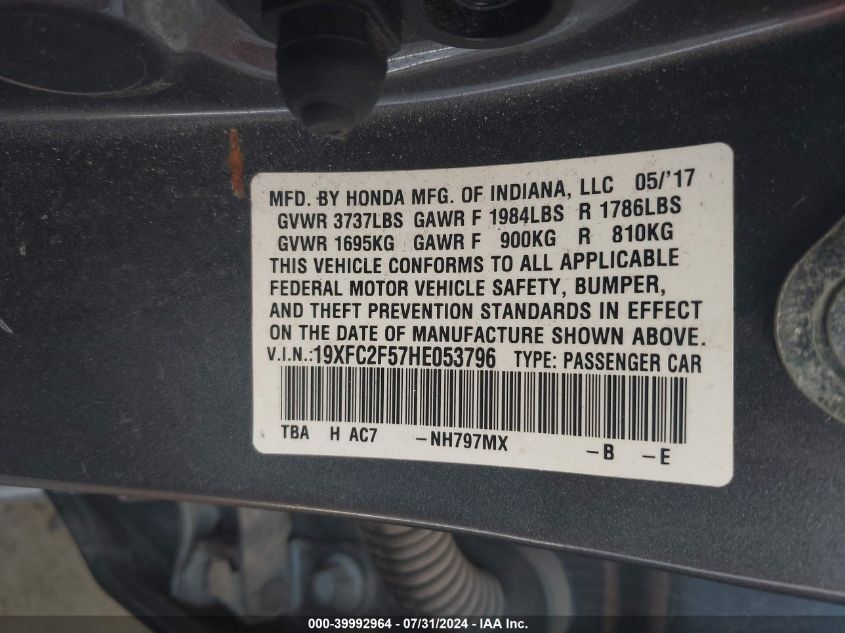 MFD. BY HONDA MFG. OF INDIANA, LLC 05/'17
GVWR 3737LBS GAWR F 1984LBS R 1786LBS
GVWR 1695KG GAWR F 900KG R 810KG
THIS VEHICLE CONFORMS TO ALL APPLICABLE
FEDERAL MOTOR VEHICLE SAFETY, BUMPER,
AND THEFT PREVENTION STANDARDS IN EFFECT
ON THE DATE OF MANUFACTURE SHOWN ABOVE.
V.I.N.:19XFC2F57HE053796 TYPE: PASSENGER CAR
TBA H AC7 -NH797MX -B -E
000-39992964 - 07/31/2024 - IAA Inc.